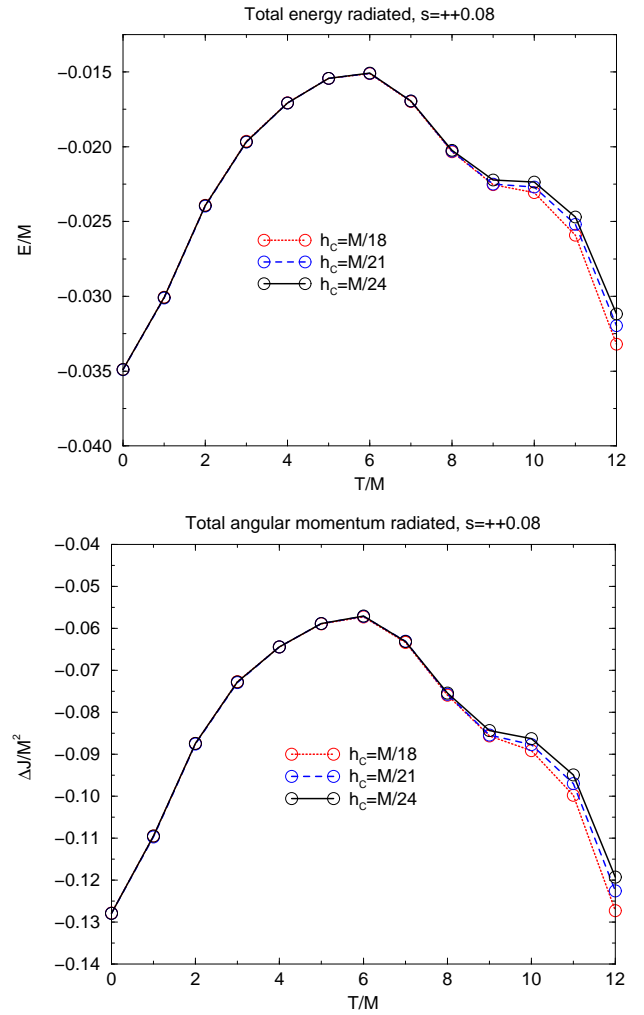 Total energy radiated, s=++0.08
−0.015
−0.020
−0.025
−0.030
−0.035
−0.040
E/M
h_C=M/18
h_C=M/21
h_C=M/24
0 2 4 6 8 10 12
T/M
Total angular momentum radiated, s=++0.08
−0.04
−0.05
−0.06
−0.07
−0.08
−0.09
−0.10
−0.11
−0.12
−0.13
−0.14
ΔJ/M²
h_C=M/18
h_C=M/21
h_C=M/24
0 2 4 6 8 10 12
T/M